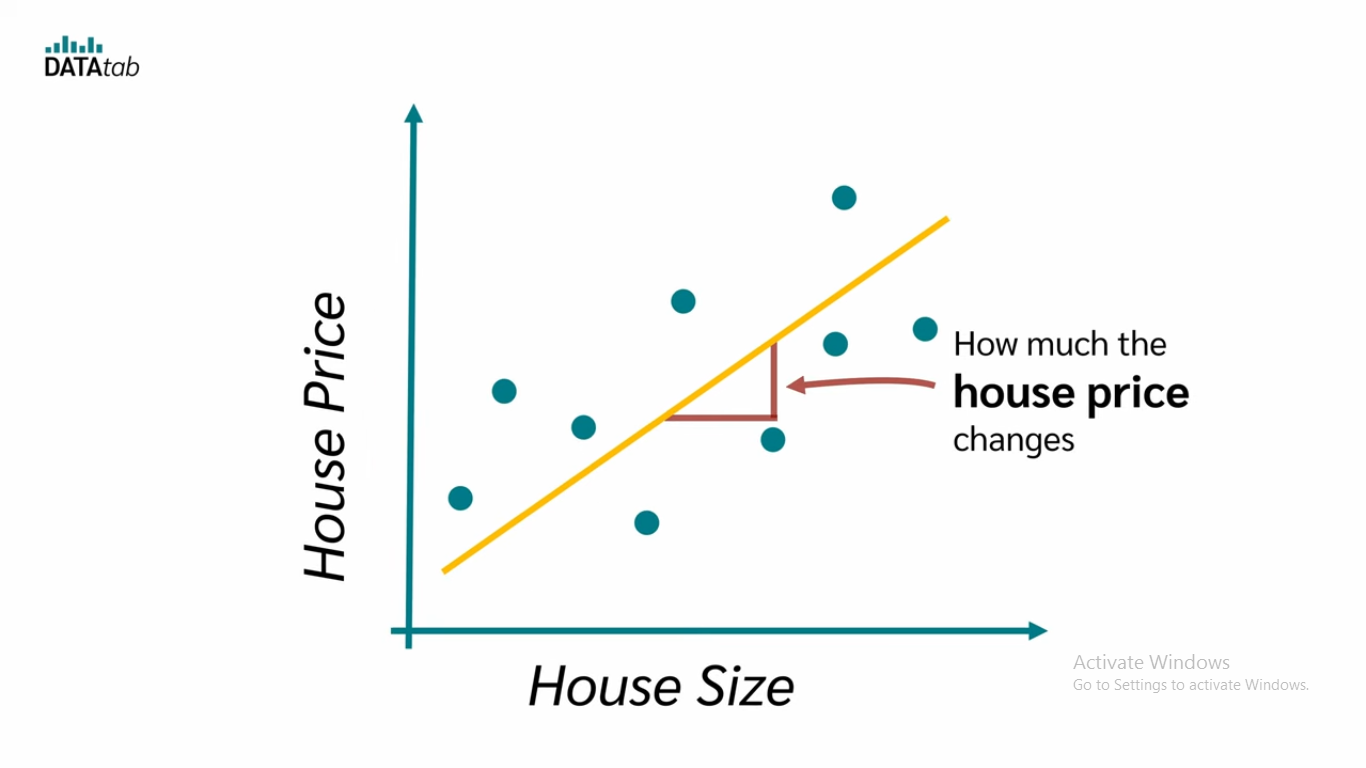 DATAtab
House Price
How much the
house price
changes
House Size
Activate Windows
Go to Settings to activate Windows.